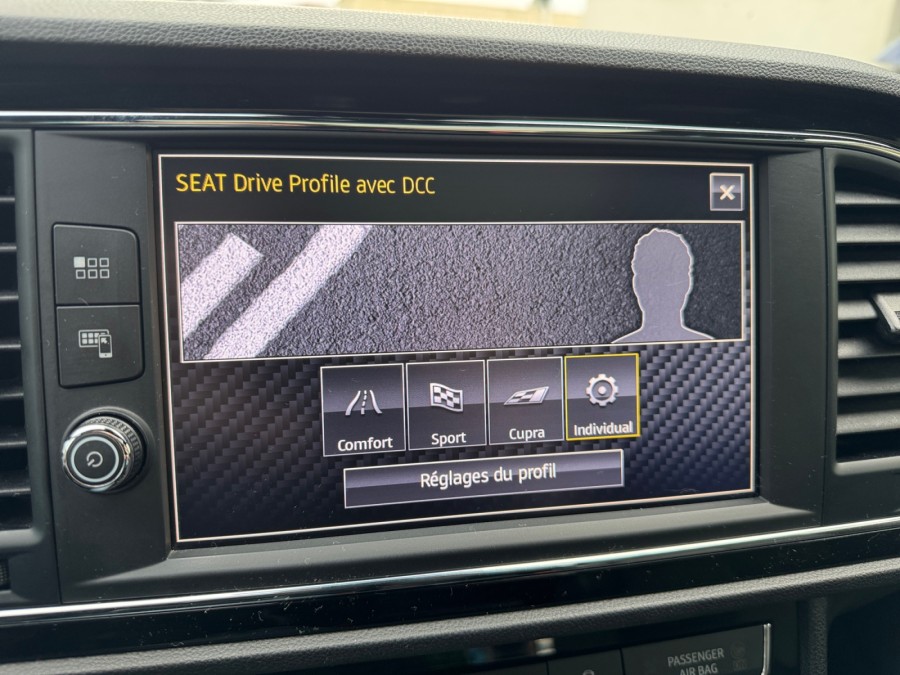 SEAT Drive Profile avec DCC
Comfort
Sport
Cupra
Individual
Réglages du profil
PASSENGER
AIR BAG